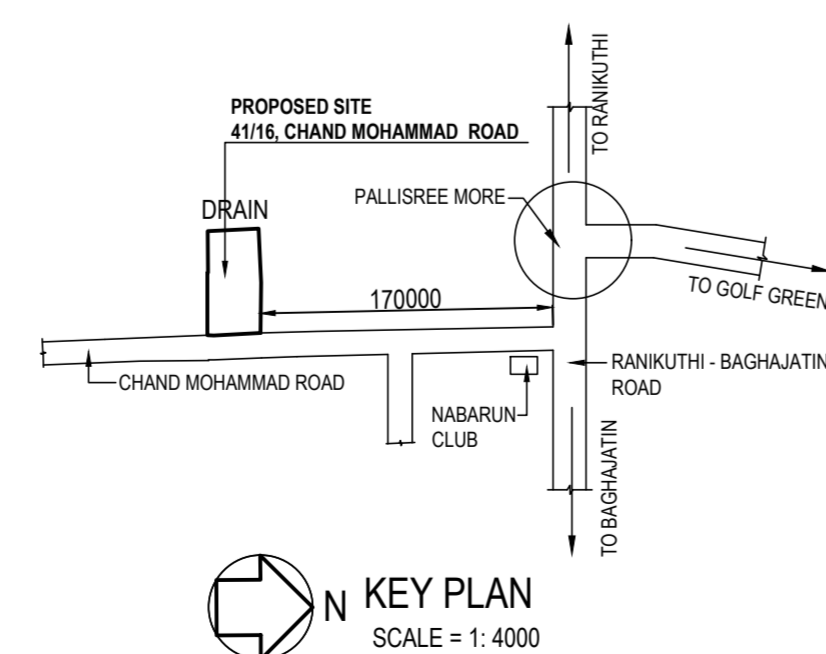 PROPOSED SITE
41/16, CHAND MOHAMMAD ROAD
TO RANIKUTHI
PALLISREE MORE
DRAIN
TO GOLF GREEN
170000
CHAND MOHAMMAD ROAD
RANIKUTHI - BAGHAJATIN
ROAD
NABARUN
CLUB
TO BAGHAJATIN
N
KEY PLAN
SCALE = 1: 4000